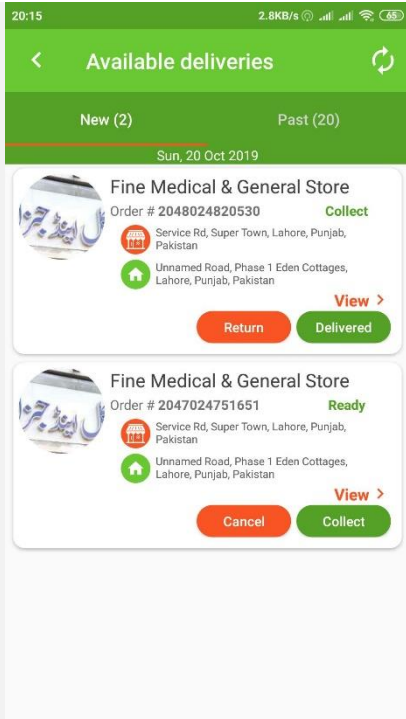 20:15 2.8KB/s 65
Available deliveries
New (2) Past (20)
Sun, 20 Oct 2019
Fine Medical & General Store
Order # 2048024820530 Collect
Service Rd, Super Town, Lahore, Punjab,
Pakistan
Unnamed Road, Phase 1 Eden Cottages,
Lahore, Punjab, Pakistan
View >
Return Delivered
Fine Medical & General Store
Order # 2047024751651 Ready
Service Rd, Super Town, Lahore, Punjab,
Pakistan
Unnamed Road, Phase 1 Eden Cottages,
Lahore, Punjab, Pakistan
View >
Cancel Collect